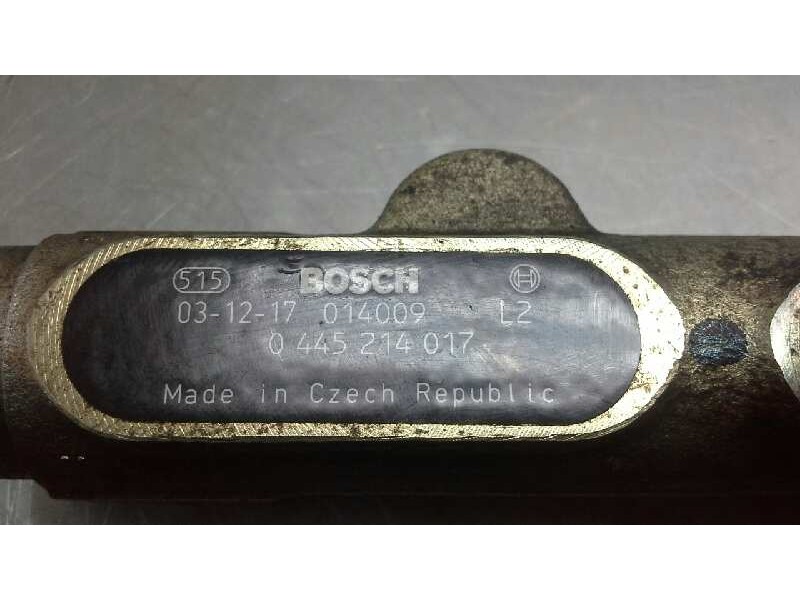 515 BOSCH
03-12-17 014009 L2
0 445 214 017
Made in Czech Republic